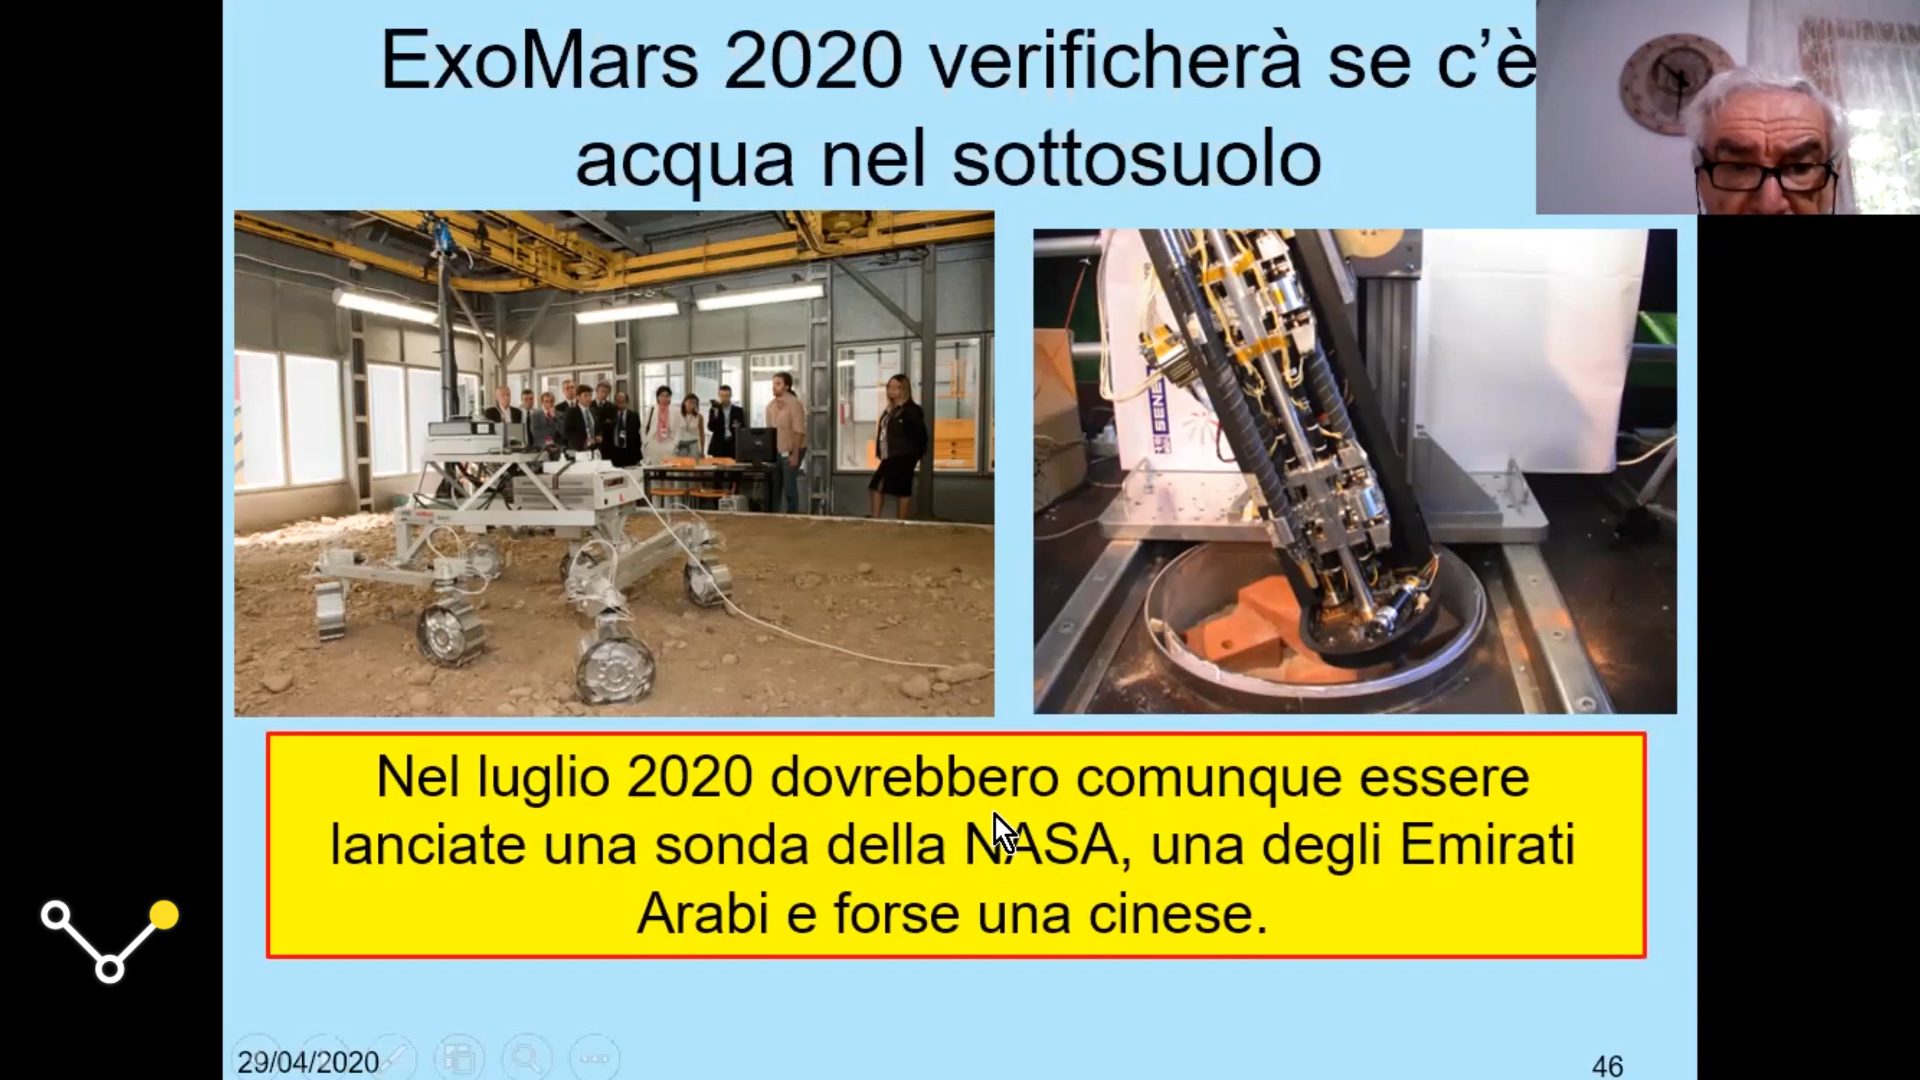 ExoMars 2020 verificherà se c'è
acqua nel sottosuolo
SENE
Nel luglio 2020 dovrebbero comunque essere
lanciate una sonda della NASA, una degli Emirati
Arabi e forse una cinese.
29/04/2020
46